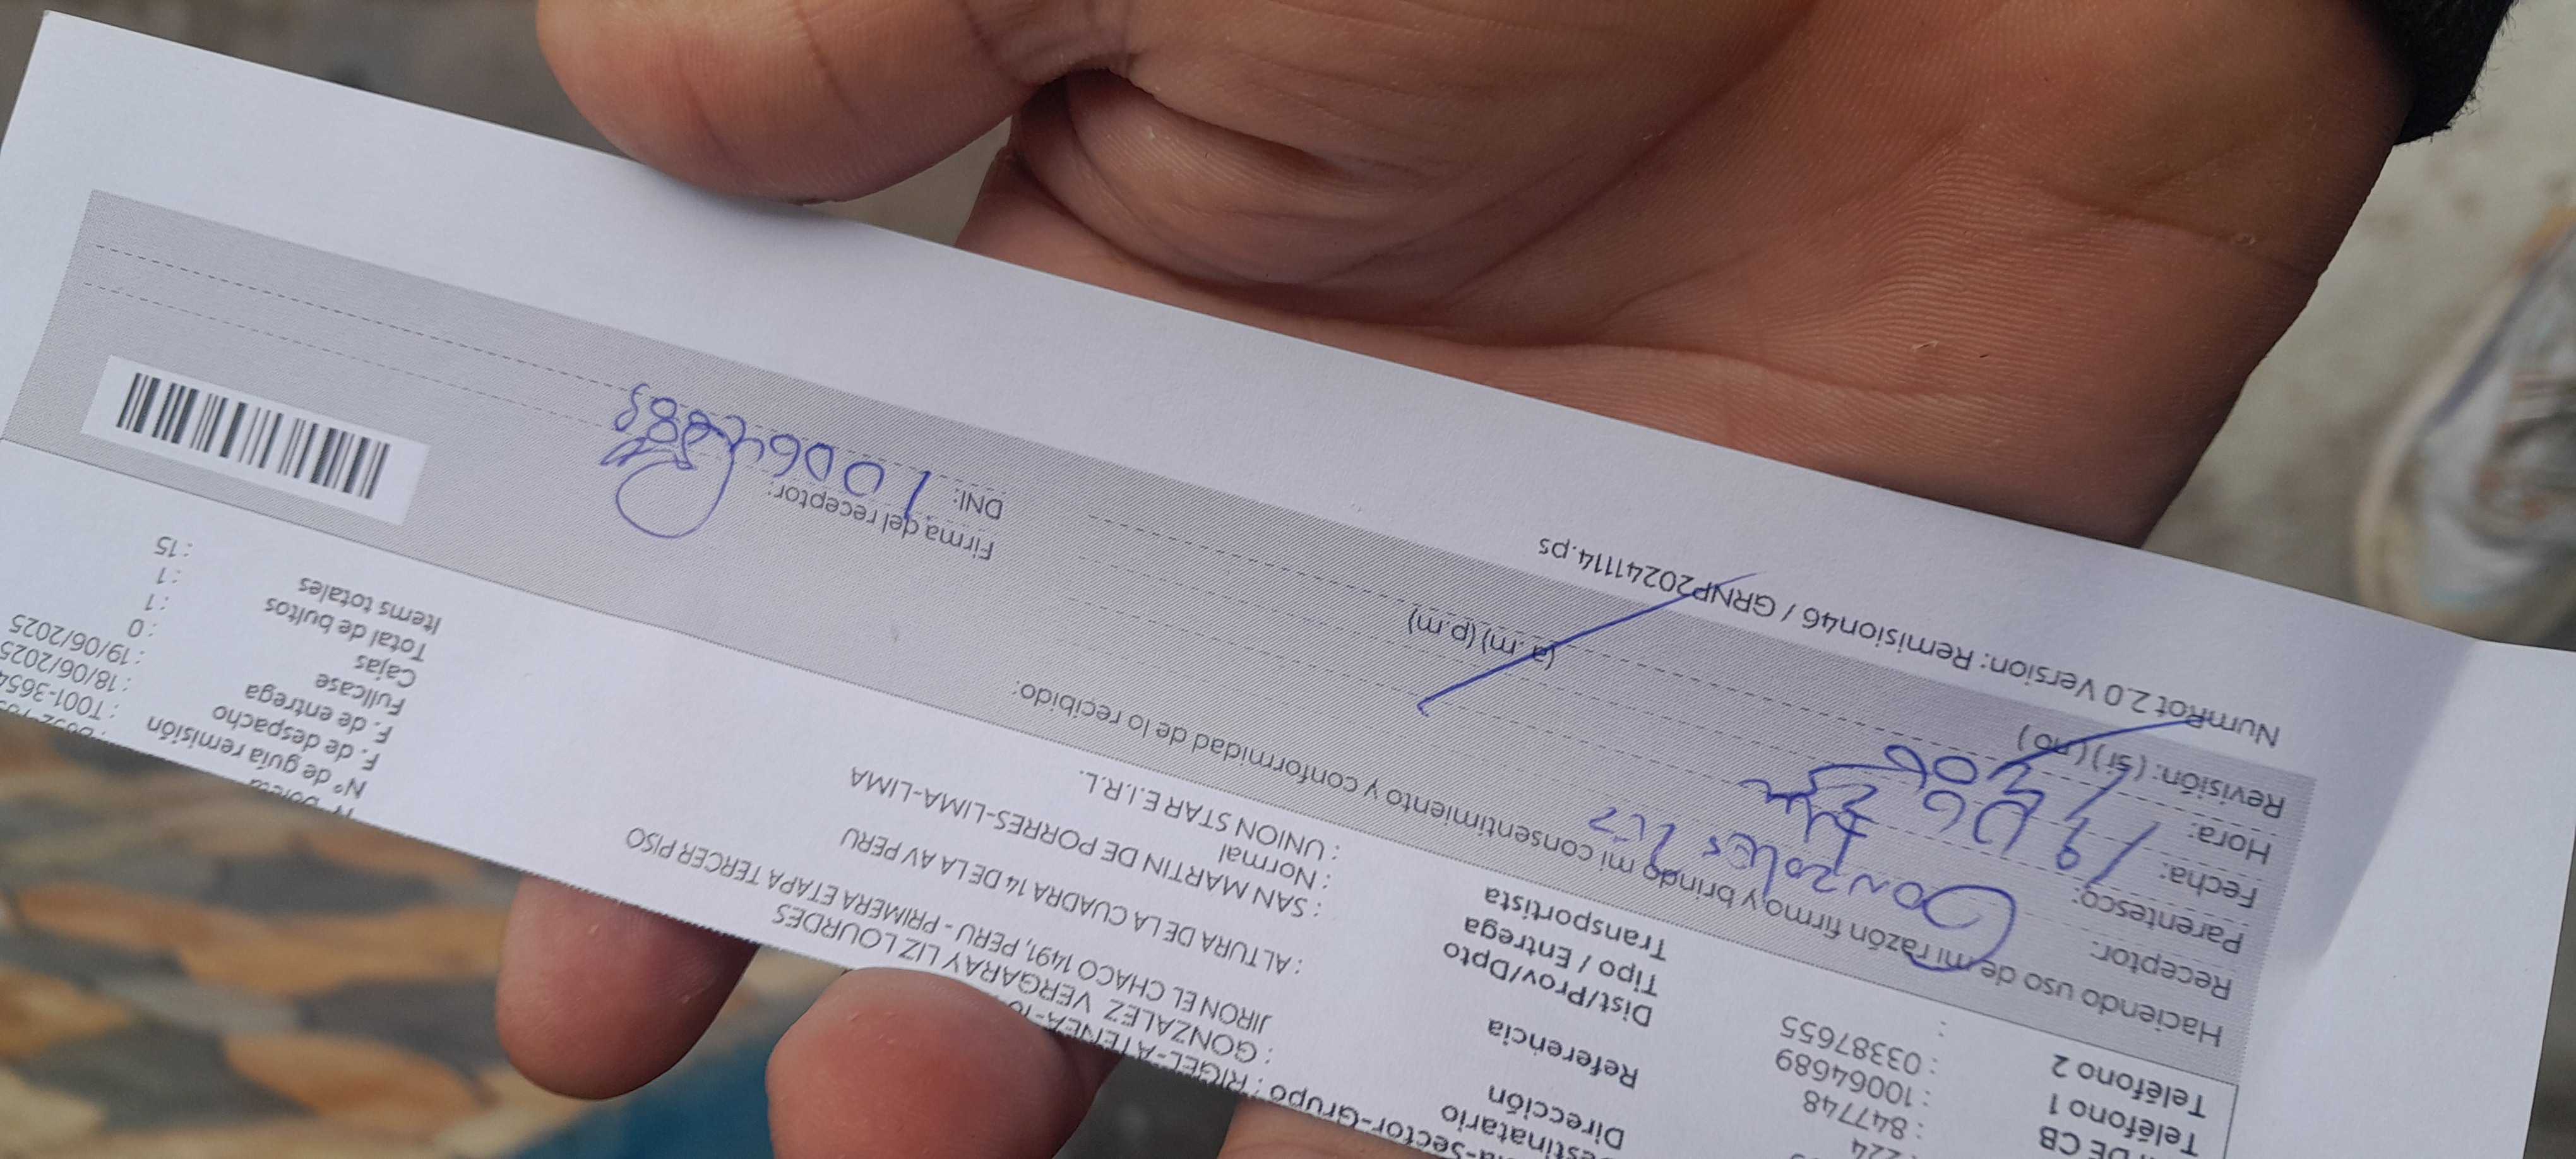 : 224
DE CB : 847748
Teléfono 1 : 10064689
Teléfono 2 : 03387655
:
-Sector-Grupo : RIGEL-ATENEA-10
Destinatario : GONZALEZ VERGARAY LIZ LOURDES
Dirección JIRON EL CHACO 1491, PERU - PRIMERA ETAPA TERCER PISO
Referencia : ALTURA DE LA CUADRA 14 DE LA AV PERU
Dist/Prov/Dpto : SAN MARTIN DE PORRES-LIMA-LIMA
Tipo / Entrega : Normal
Transportista : UNION STAR E.I.R.L.
N° Boleta
N° de guía remisión : T001-3654
F. de despacho : 18/06/2025
F. de entrega : 19/06/2025
Fullcase : 0
Cajas : 1
Total de bultos : 1
Items totales : 15
Haciendo uso de mi razón firmo y brindo mi consentimiento y conformidad de lo recibido:
Receptor: Gonzales Liz
Parentesco:
Fecha: 19 06
Hora: (a.m) (p.m)
Revisión: (si) (no)
Firma del receptor:
DNI:
NumRot 2.0 Version: Remision46 / GRNP20241114.ps